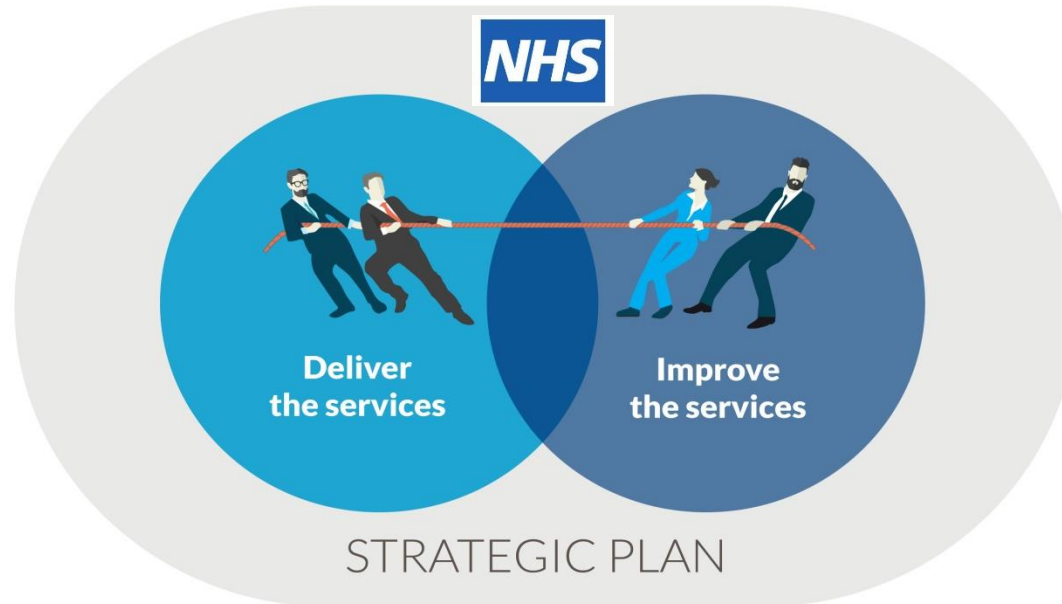 NHS
Deliver
the services
Improve
the services
STRATEGIC PLAN